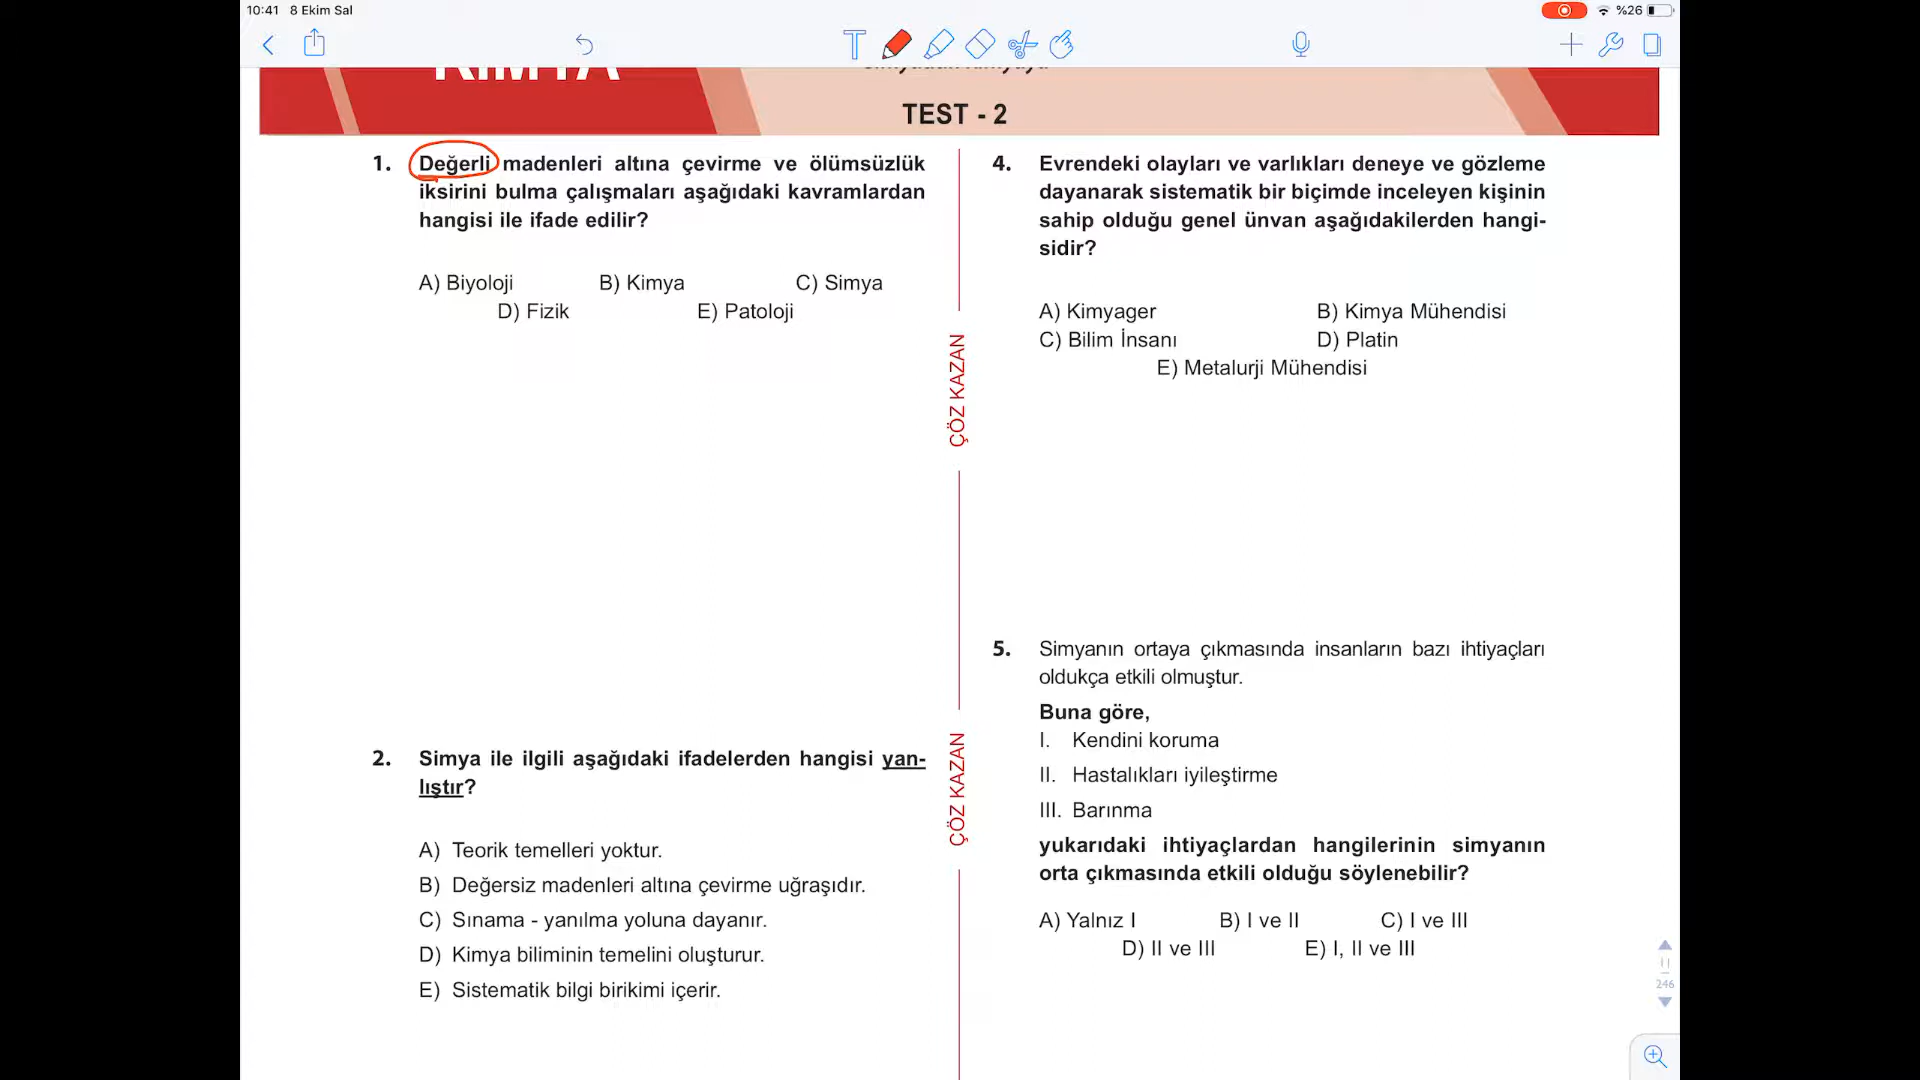 10:41 8 Ekim Sal
%26
TEST - 2
1. Değerli madenleri altına çevirme ve ölümsüzlük
iksirini bulma çalışmaları aşağıdaki kavramlardan
hangisi ile ifade edilir?
A) Biyoloji B) Kimya C) Simya
D) Fizik E) Patoloji
2. Simya ile ilgili aşağıdaki ifadelerden hangisi yan-
lıştır?
A) Teorik temelleri yoktur.
B) Değersiz madenleri altına çevirme uğraşıdır.
C) Sınama - yanılma yoluna dayanır.
D) Kimya biliminin temelini oluşturur.
E) Sistematik bilgi birikimi içerir.
ÇÖZ KAZAN
ÇÖZ KAZAN
4. Evrendeki olayları ve varlıkları deneye ve gözleme
dayanarak sistematik bir biçimde inceleyen kişinin
sahip olduğu genel ünvan aşağıdakilerden hangi-
sidir?
A) Kimyager B) Kimya Mühendisi
C) Bilim İnsanı D) Platin
E) Metalurji Mühendisi
5. Simyanın ortaya çıkmasında insanların bazı ihtiyaçları
oldukça etkili olmuştur.
Buna göre,
I. Kendini koruma
II. Hastalıkları iyileştirme
III. Barınma
yukarıdaki ihtiyaçlardan hangilerinin simyanın
orta çıkmasında etkili olduğu söylenebilir?
A) Yalnız I B) I ve II C) I ve III
D) II ve III E) I, II ve III
11
246